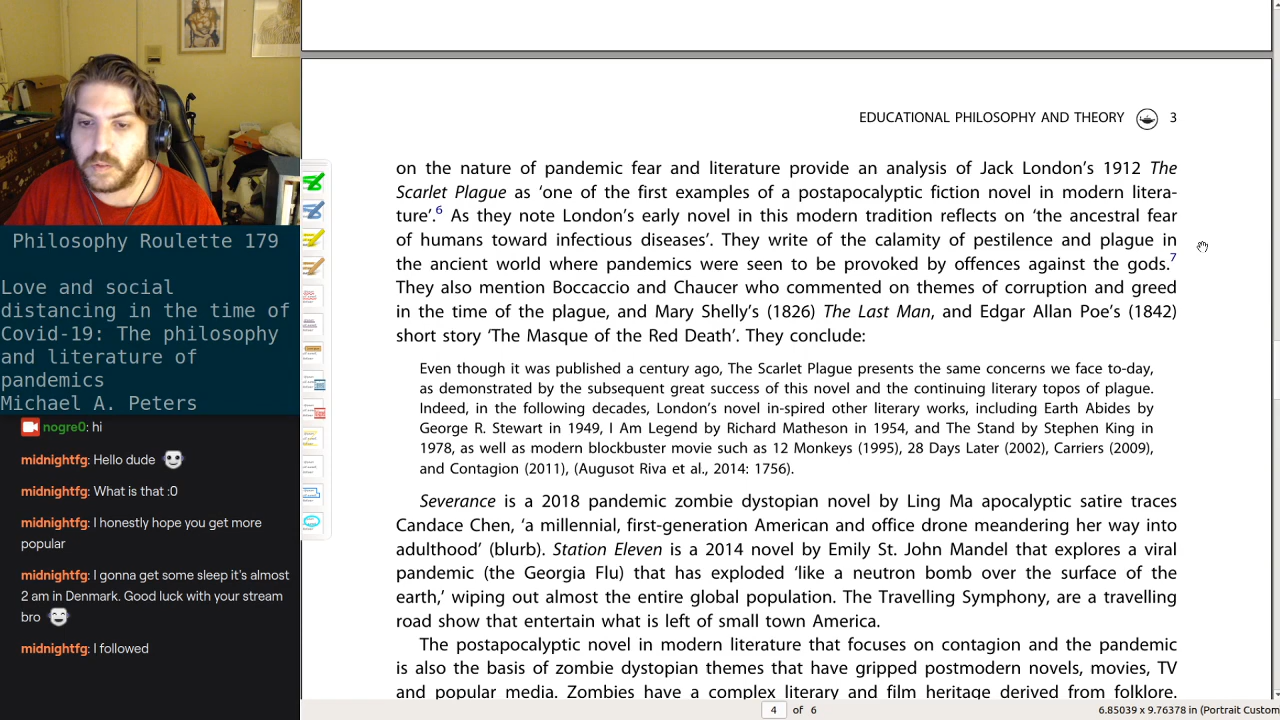 Philosophy Roulette 179
Love and social
distancing in the time of
Covid-19: The philosophy
and literature of
pandemics
Michael A. Peters
nogre0: hi
midnightfg: Hello dude
midnightfg: What is that :0
midnightfg: I honestly hope you get more
popular
midnightfg: I gonna get some sleep it's almost
2 am in Denmark. Good luck with your stream
bro
midnightfg: I followed
EDUCATIONAL PHILOSOPHY AND THEORY 3
on the nature of pandemic fear and literature provide an analysis of Jack London's 1912 The
Scarlet Plague as 'one of the first examples of a postapocalyptic fiction novel in modern litera-
ture'.6 As they note London's early novel in this modern tradition reflects on 'the ancestral fear
of humans toward infectious diseases'. They write of the calamity of pestilence and plague in
the ancient world where pandemics were seen to be provoked by offences against the gods.7
They also mention Boccaccio and Chaucer who commented on themes of corruption and greed
in the time of the plague, and Mary Shelley's (1826) The Last Man, and Edgar Allan Poe's (1842)
short story 'The Masque of the Red Death'. They conclude:
Even though it was published a century ago, The Scarlet Plague presents the same concerns we face to-day,
as demonstrated by the subsequent great success of this novel and the continuing literary topos of plague.
Indeed, in the following decades, London's novel in-spired other literary works, including Earth Abides by
George R. Stewart in 1949, I Am Legend by Richard Matheson in 1954, and The Stand by Stephen King in
1978, as well as modern blockbuster movies such as 12 Monkeys (1995), 28 Days Later (2002), Carriers (2009),
and Contagion (2011) (Augusot Riva et al., 2014: 1756).
Severance is a 2018 pandemic zombie dystopian novel by Ling Ma apocalyptic satire traces
Candace Chen, 'a millennial, first-generation American and office drone meandering her way into
adulthood' (blurb). Station Eleven is a 2014 novel by Emily St. John Mandel that explores a viral
pandemic (the Georgia Flu) that has exploded 'like a neutron bomb over the surface of the
earth,' wiping out almost the entire global population. The Travelling Symphony, are a travelling
road show that entertain what is left of small town America.
The postapocalyptic novel in modern literature that focuses on contagion and the pandemic
is also the basis of zombie dystopian themes that have gripped postmodern novels, movies, TV
and popular media. Zombies have a complex literary and film heritage derived from folklore.
4 of 6
6.85039 x 9.76378 in (Portrait Custom